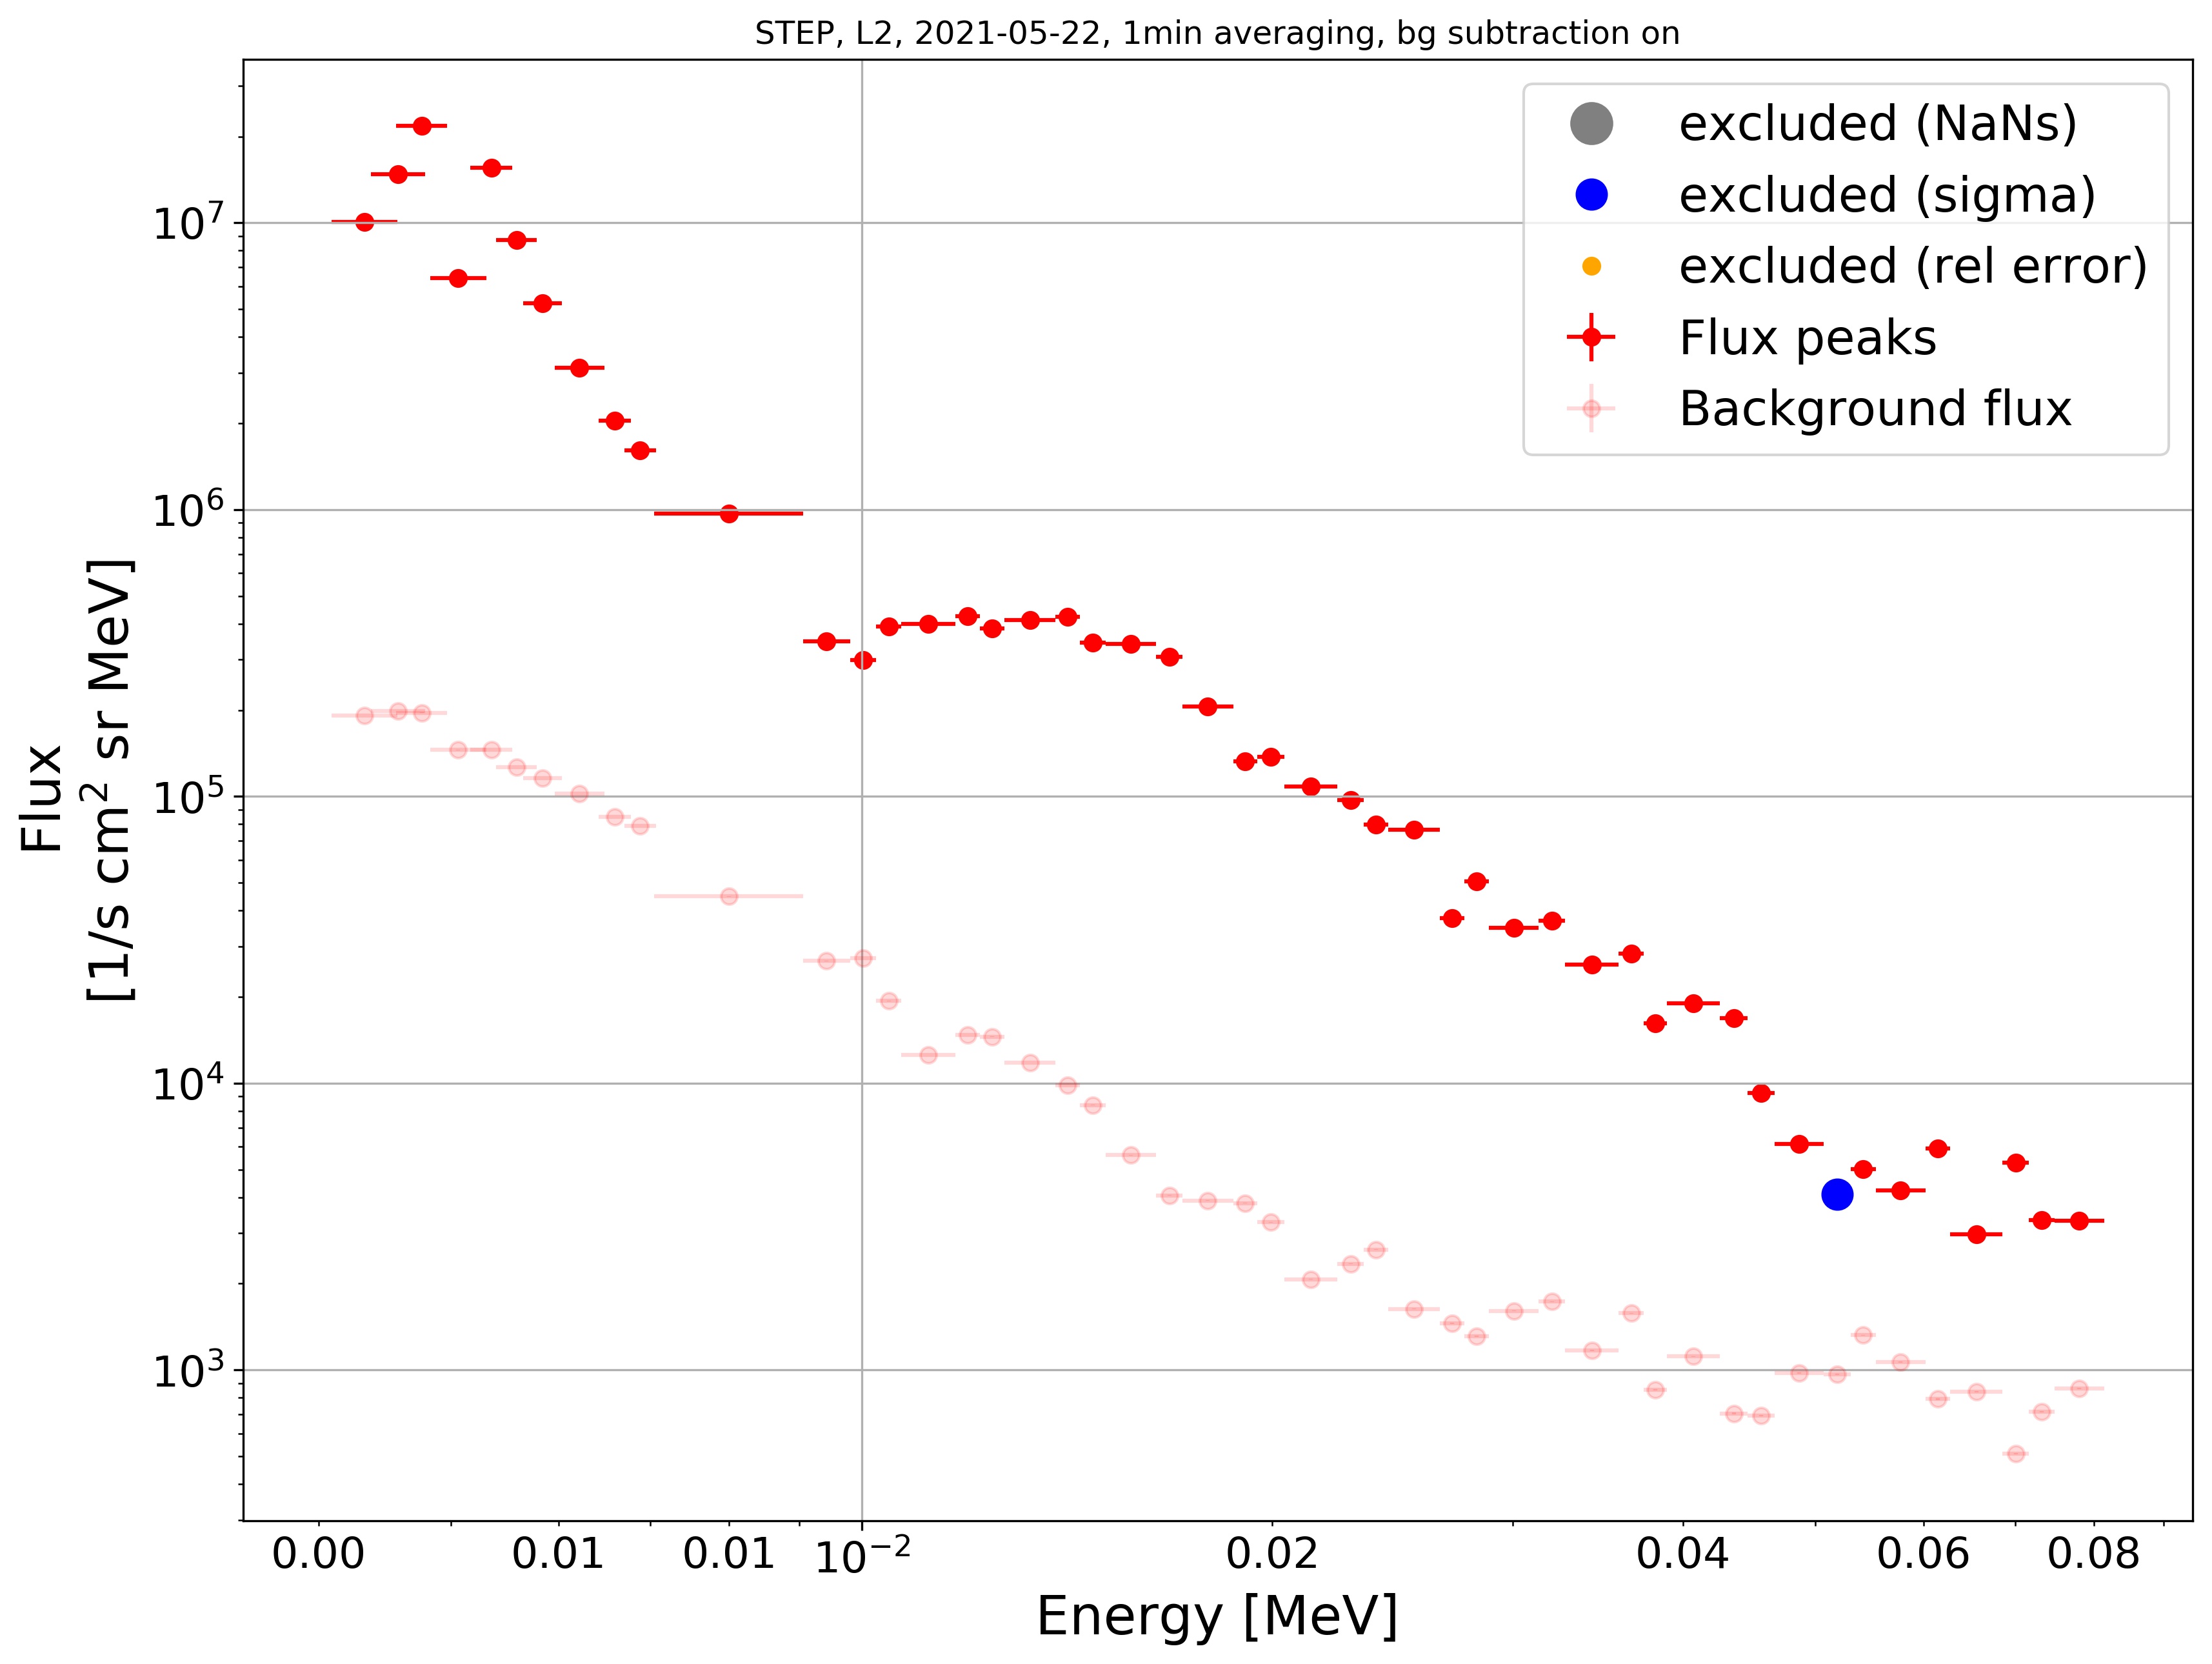 STEP, L2, 2021-05-22, 1min averaging, bg subtraction on
excluded (NaNs)
excluded (sigma)
excluded (rel error)
Flux peaks
Background flux
10⁷
10⁶
10⁵
10⁴
10³
Flux
[1/s cm² sr MeV]
0.00 0.01 0.01 10⁻² 0.02 0.04 0.06 0.08
Energy [MeV]